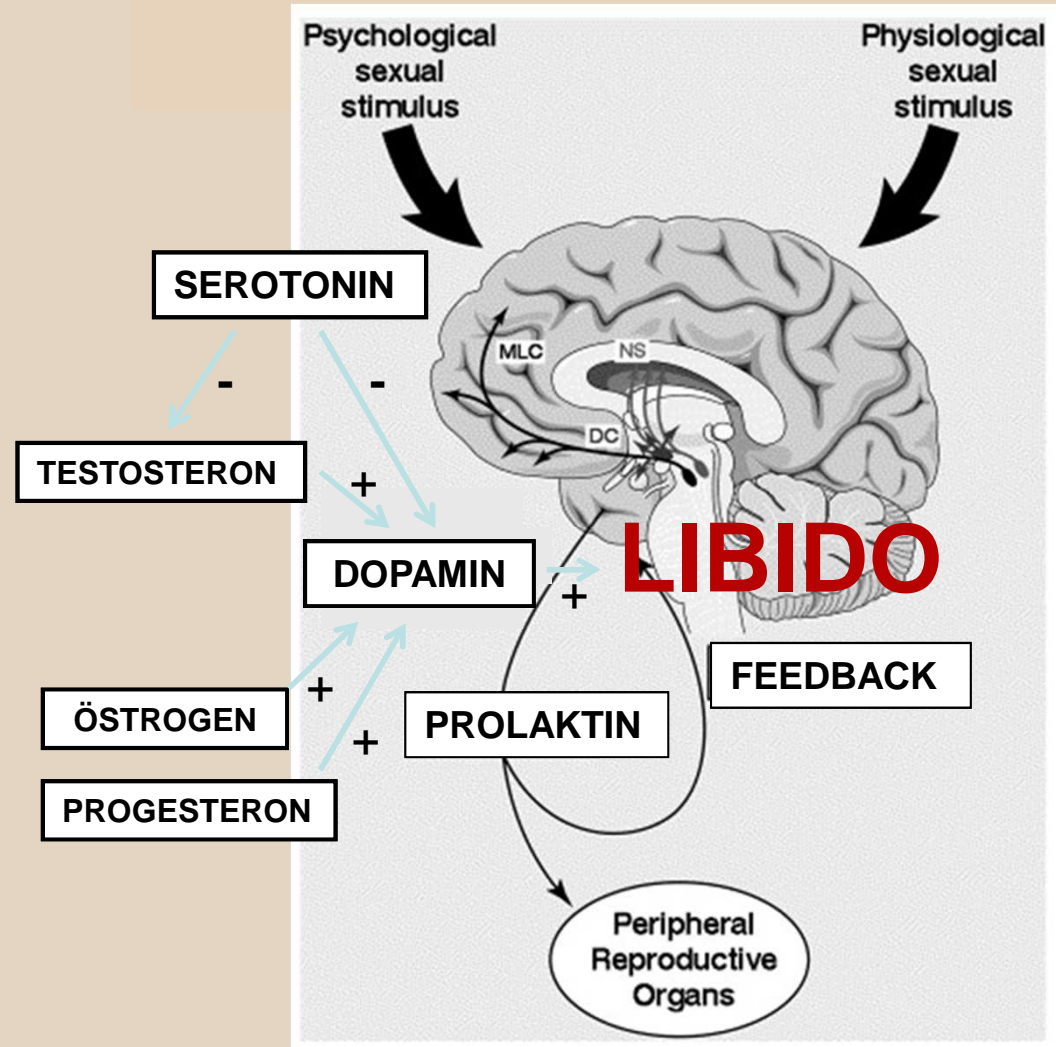 Psychological
sexual
stimulus
Physiological
sexual
stimulus
SEROTONIN
MLC
NS
-
-
DC
TESTOSTERON
+
DOPAMIN
+
LIBIDO
FEEDBACK
ÖSTROGEN
+
PROLAKTIN
+
PROGESTERON
Peripheral
Reproductive
Organs